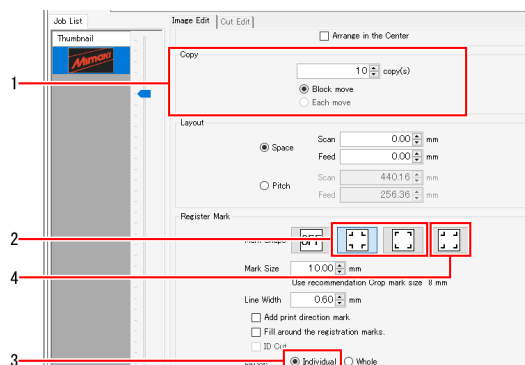 Job List
Image Edit
Cut Edit
Thumbnail
Arrange in the Center
Mimaki
Copy
10 copy(s)
1
Block move
Each move
Layout
Space
Scan 0.00 mm
Feed 0.00 mm
Pitch
Scan 440.16 mm
Feed 256.36 mm
Register Mark
2
OFF
4
Mark Size 10.00 mm
Use recommendation Crop mark size 8 mm
Line Width 0.60 mm
Add print direction mark
Fill around the registration marks.
ID Cut
3
Individual
Whole